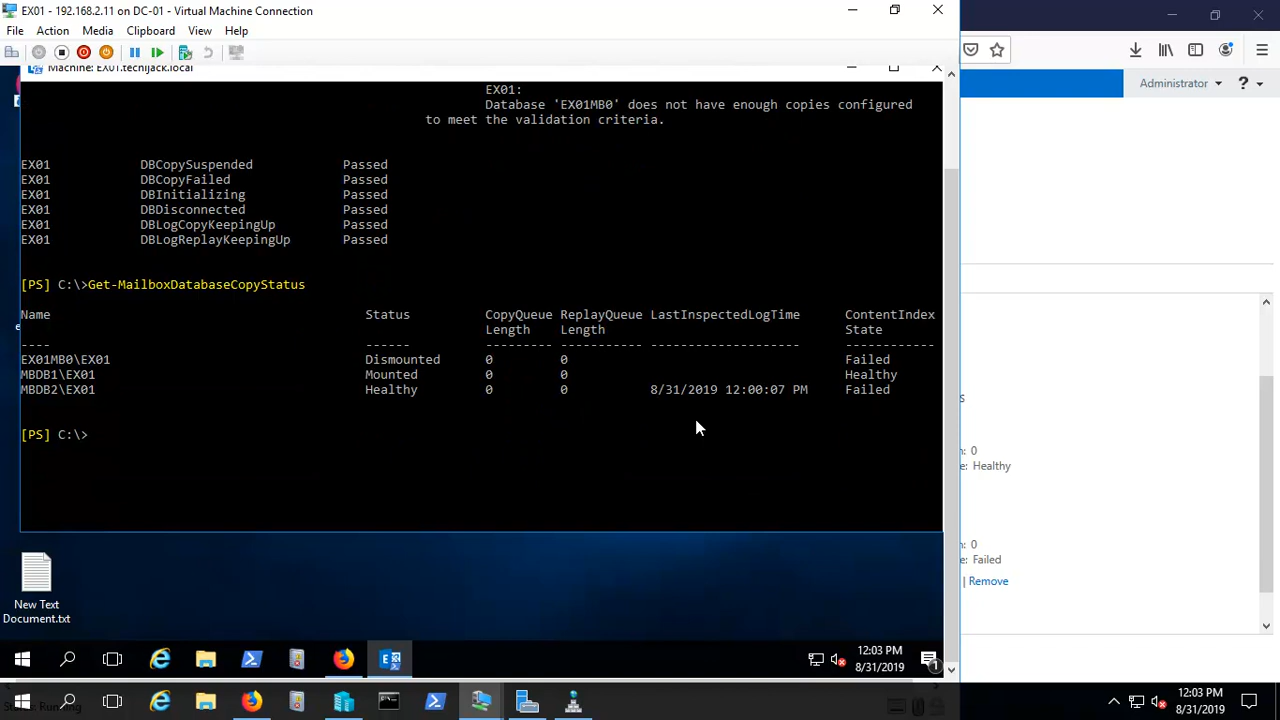 EX01 - 192.168.2.11 on DC-01 - Virtual Machine Connection
File Action Media Clipboard View Help
Machine: EX01.technijack.local
Administrator ?
EX01:
Database 'EX01MB0' does not have enough copies configured
to meet the validation criteria.
EX01 DBCopySuspended Passed
EX01 DBCopyFailed Passed
EX01 DBInitializing Passed
EX01 DBDisconnected Passed
EX01 DBLogCopyKeepingUp Passed
EX01 DBLogReplayKeepingUp Passed
[PS] C:\>Get-MailboxDatabaseCopyStatus
Name Status CopyQueue ReplayQueue LastInspectedLogTime ContentIndex
Length Length State
---- ------ --------- ----------- -------------------- ------------
EX01MB0\EX01 Dismounted 0 0 Failed
MBDB1\EX01 Mounted 0 0 Healthy
MBDB2\EX01 Healthy 0 0 8/31/2019 12:00:07 PM Failed
[PS] C:\>
s
n: 0
e: Healthy
n: 0
e: Failed
| Remove
New Text
Document.txt
12:03 PM
8/31/2019
1
Status: Running
12:03 PM
8/31/2019